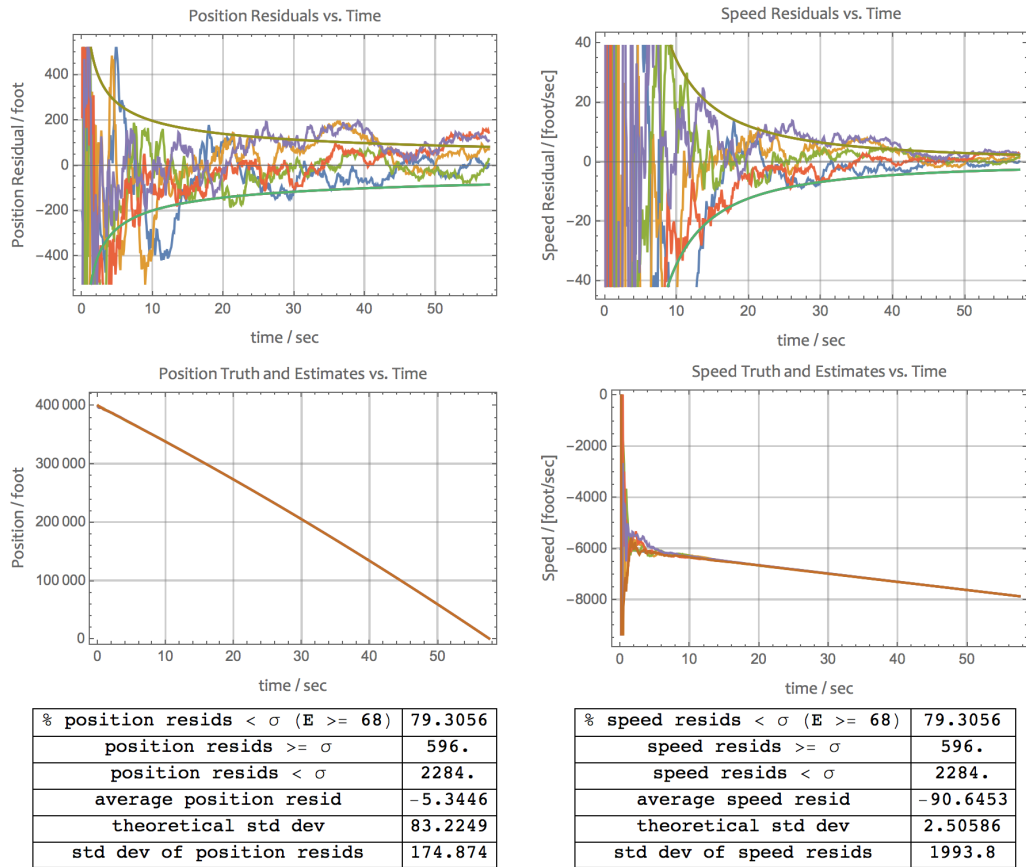 Position Residuals vs. Time
Position Residual / foot
400
200
0
−200
−400
0 10 20 30 40 50
time / sec
Speed Residuals vs. Time
Speed Residual / [foot/sec]
40
20
0
−20
−40
0 10 20 30 40 50
time / sec
Position Truth and Estimates vs. Time
Position / foot
400 000
300 000
200 000
100 000
0
0 10 20 30 40 50
time / sec
Speed Truth and Estimates vs. Time
Speed / [foot/sec]
0
−2000
−4000
−6000
−8000
0 10 20 30 40 50
time / sec
% position resids < σ (E >= 68) 79.3056
position resids >= σ 596.
position resids < σ 2284.
average position resid −5.3446
theoretical std dev 83.2249
std dev of position resids 174.874
% speed resids < σ (E >= 68) 79.3056
speed resids >= σ 596.
speed resids < σ 2284.
average speed resid −90.6453
theoretical std dev 2.50586
std dev of speed resids 1993.8